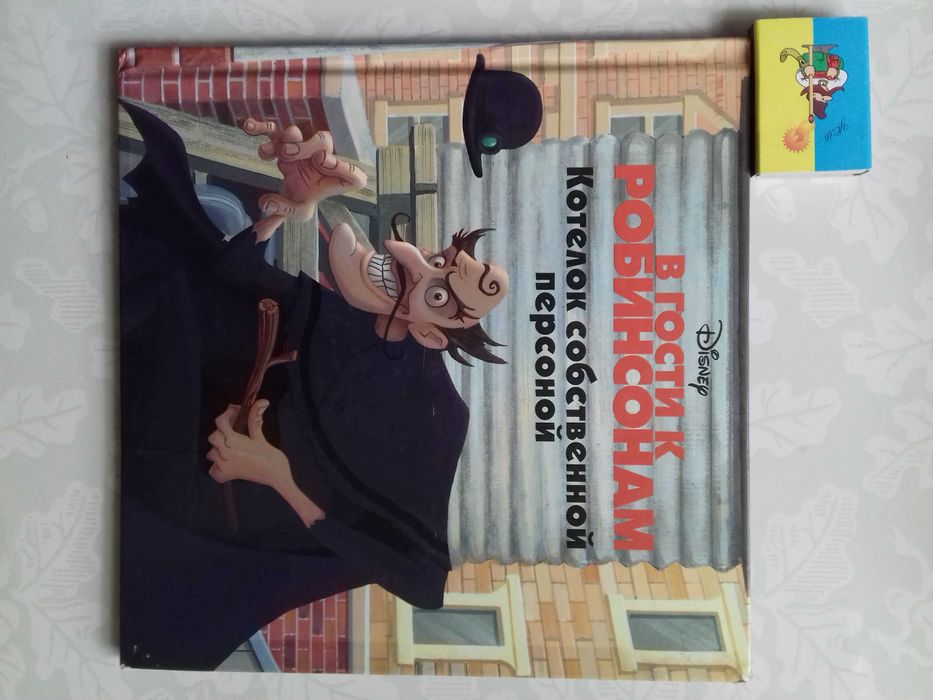 Disney
В ГОСТИ К
РОБИНСОНАМ
Котелок собственной
персоной